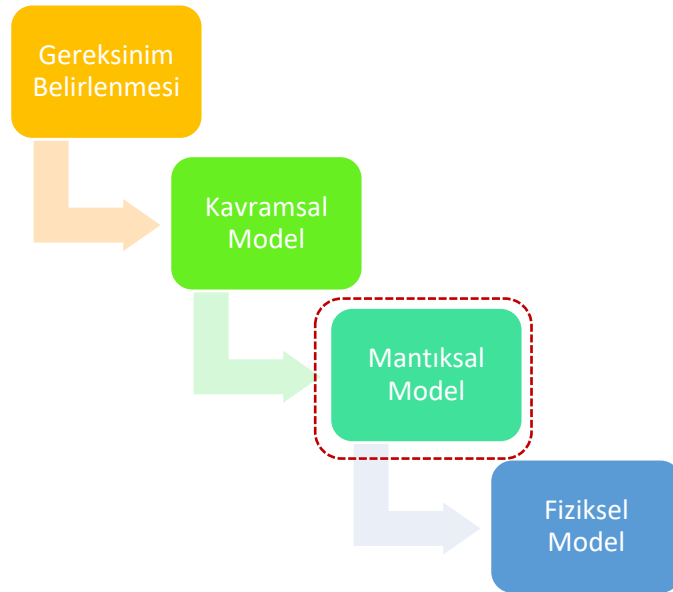 Gereksinim
Belirlenmesi
Kavramsal
Model
Mantıksal
Model
Fiziksel
Model